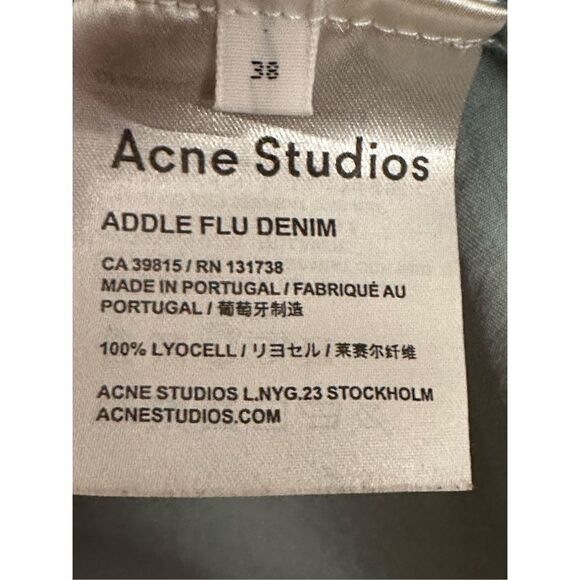 38
Acne Studios
ADDLE FLU DENIM
CA 39815 / RN 131738
MADE IN PORTUGAL / FABRIQUÉ AU
PORTUGAL / 葡萄牙制造
100% LYOCELL / リヨセル / 莱赛尔纤维
ACNE STUDIOS L.NYG.23 STOCKHOLM
ACNESTUDIOS.COM